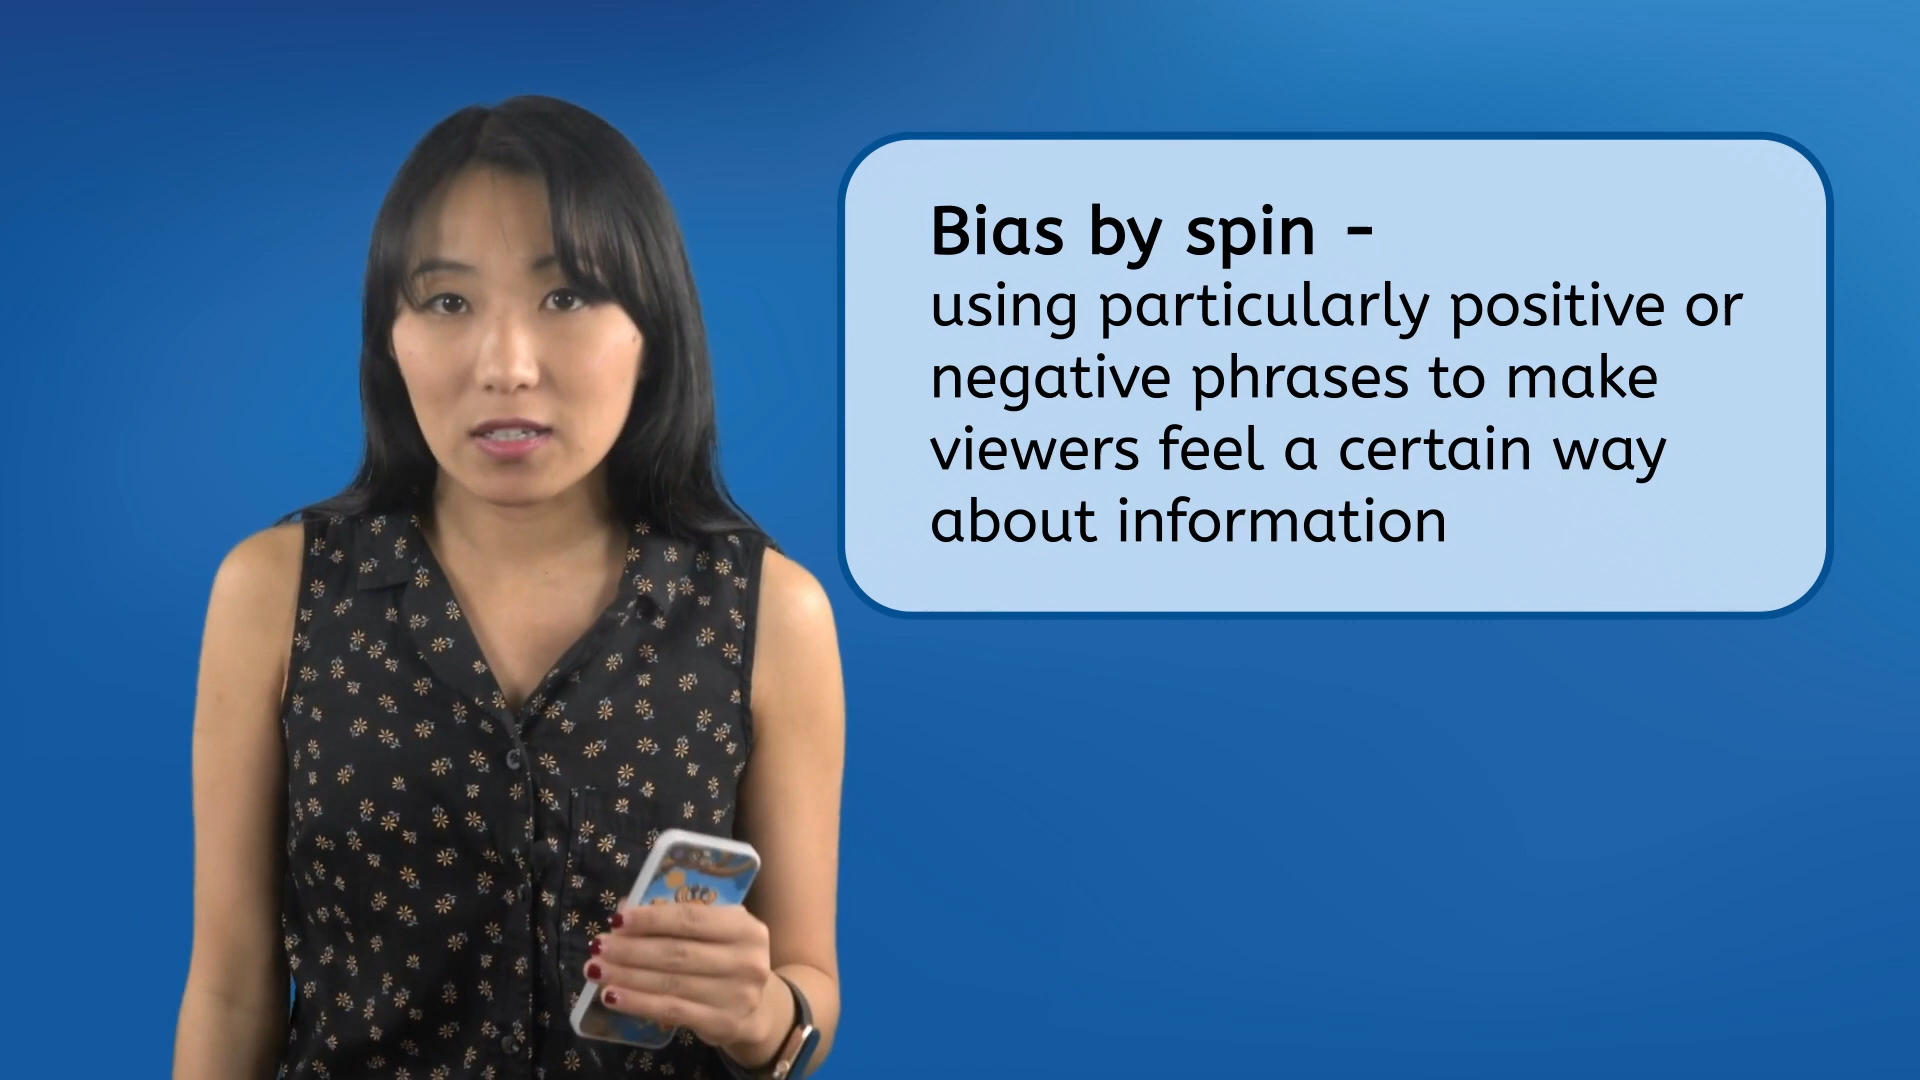 Bias by spin -
using particularly positive or
negative phrases to make
viewers feel a certain way
about information